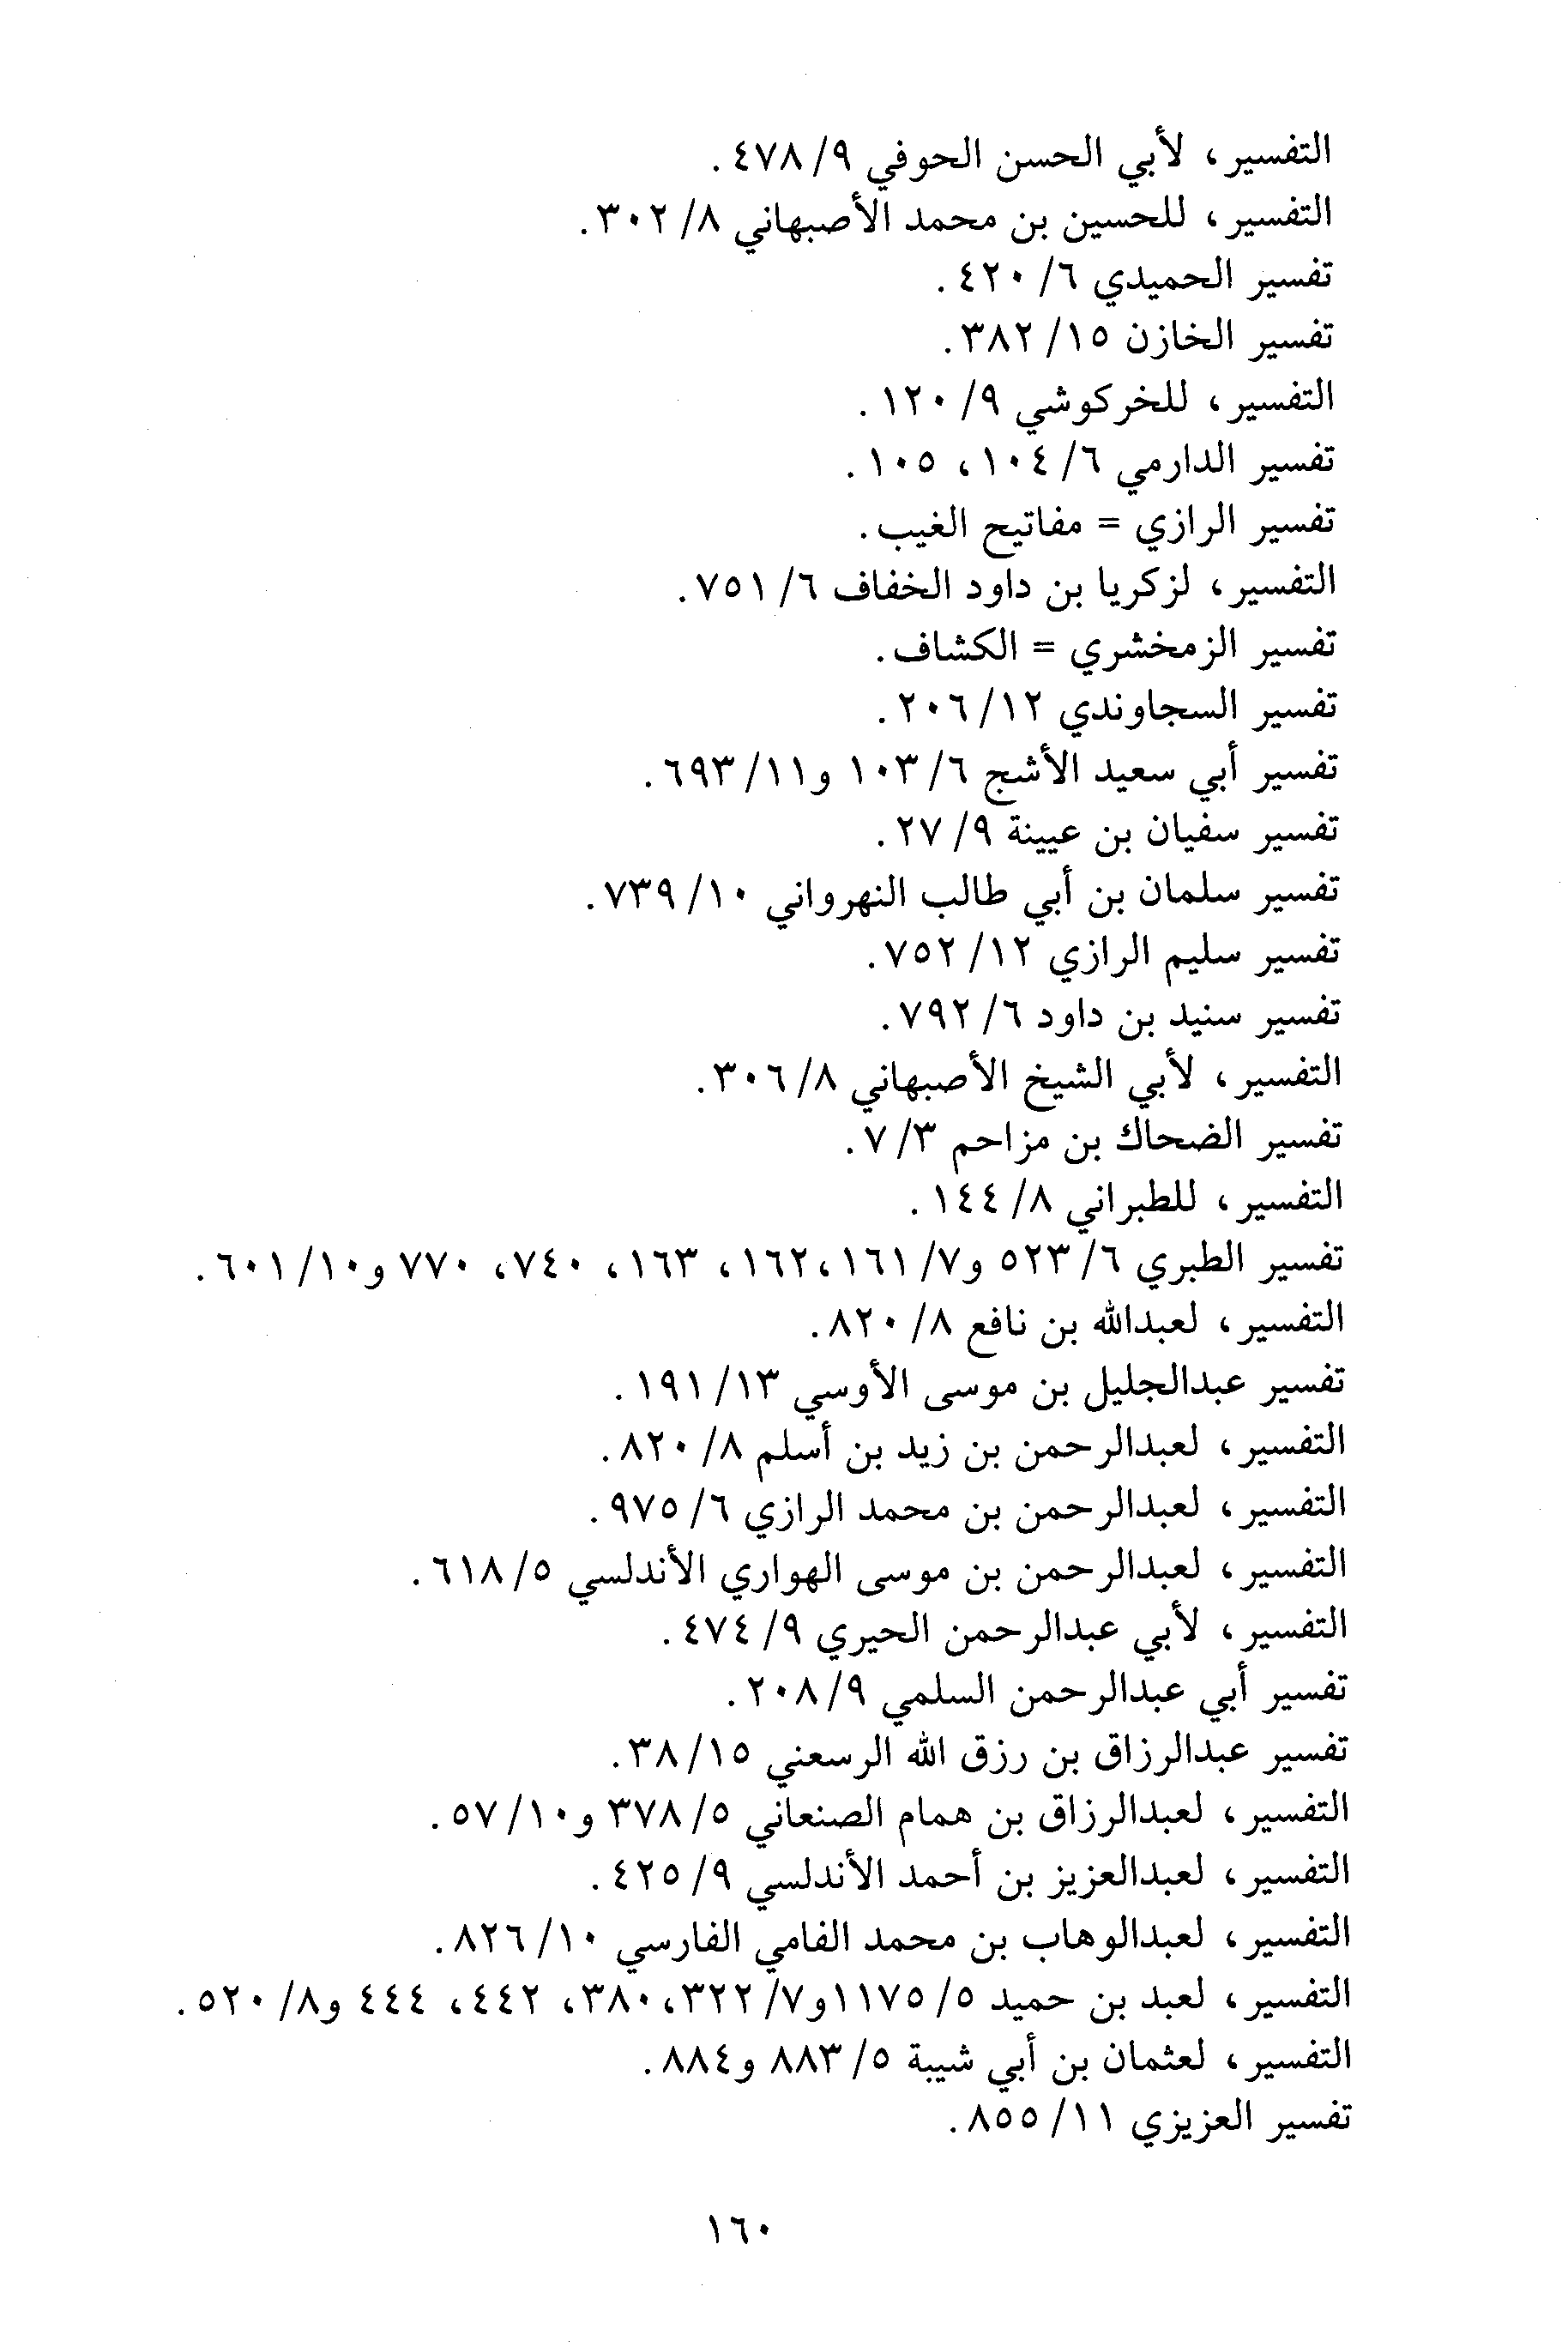 التفسير، لأبي الحسن الحوفي ٩/ ٤٧٨.
التفسير، للحسين بن محمد الأصبهاني ٨/ ٣٠٢.
تفسير الحميدي ٦/ ٤٢٠.
تفسير الخازن ١٥/ ٣٨٢.
التفسير، للخركوشي ٩/ ١٢٠.
تفسير الدارمي ٦/ ١٠٤، ١٠٥.
تفسير الرازي = مفاتيح الغيب.
التفسير، لزكريا بن داود الخفاف ٦/ ٧٥١.
تفسير الزمخشري = الكشاف.
تفسير السجاوندي ١٢/ ٢٠٦.
تفسير أبي سعيد الأشج ٦/ ١٠٣ و١١/ ٦٩٣.
تفسير سفيان بن عيينة ٩/ ٢٧.
تفسير سلمان بن أبي طالب النهرواني ١٠/ ٧٣٩.
تفسير سليم الرازي ١٢/ ٧٥٢.
تفسير سنيد بن داود ٦/ ٧٩٢.
التفسير، لأبي الشيخ الأصبهاني ٨/ ٣٠٦.
تفسير الضحاك بن مزاحم ٣/ ٧.
التفسير، للطبراني ٨/ ١٤٤.
تفسير الطبري ٦/ ٥٢٣ و٧/ ١٦١، ١٦٢، ١٦٣، ٧٤٠، ٧٧٠ و١٠/ ٦٠١.
التفسير، لعبدالله بن نافع ٨/ ٨٢٠.
تفسير عبدالجليل بن موسى الأوسي ١٣/ ١٩١.
التفسير، لعبدالرحمن بن زيد بن أسلم ٨/ ٨٢٠.
التفسير، لعبدالرحمن بن محمد الرازي ٦/ ٩٧٥.
التفسير، لعبدالرحمن بن موسى الهواري الأندلسي ٥/ ٦١٨.
التفسير، لأبي عبدالرحمن الحيري ٩/ ٤٧٤.
تفسير أبي عبدالرحمن السلمي ٩/ ٢٠٨.
تفسير عبدالرزاق بن رزق الله الرسعني ١٥/ ٣٨.
التفسير، لعبدالرزاق بن همام الصنعاني ٥/ ٣٧٨ و١٠/ ٥٧.
التفسير، لعبدالعزيز بن أحمد الأندلسي ٩/ ٤٢٥.
التفسير، لعبدالوهاب بن محمد الفامي الفارسي ١٠/ ٨٢٦.
التفسير، لعبد بن حميد ٥/ ١١٧٥ و٧/ ٣٢٢، ٣٨٠، ٤٤٢، ٤٤٤ و٨/ ٥٢٠.
التفسير، لعثمان بن أبي شيبة ٥/ ٨٨٣ و٨٨٤.
تفسير العزيزي ١١/ ٨٥٥.
١٦٠